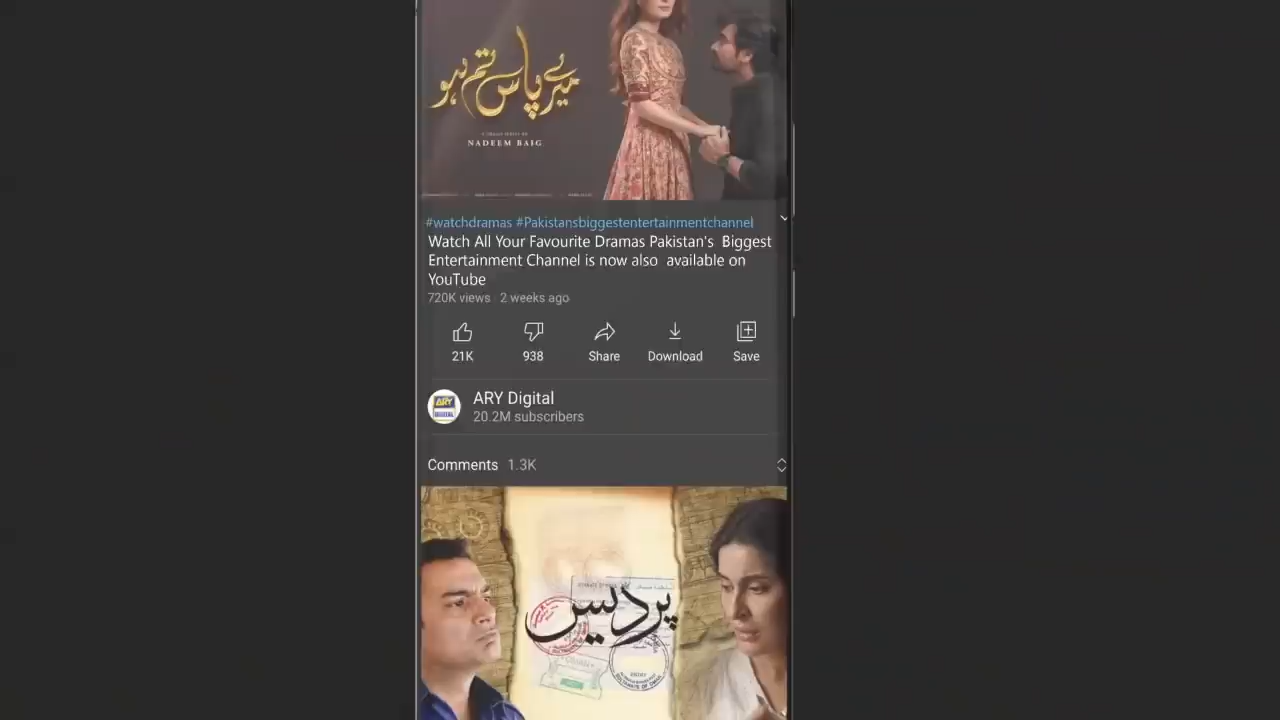 میرے پاس تم ہو
NADEEM BAIG
#watchdramas #Pakistansbiggestentertainmentchannel
Watch All Your Favourite Dramas Pakistan's Biggest
Entertainment Channel is now also available on
YouTube
720K views 2 weeks ago
21K
938
Share
Download
Save
ARY
DIGITAL
ARY Digital
20.2M subscribers
Comments 1.3K
پردیس